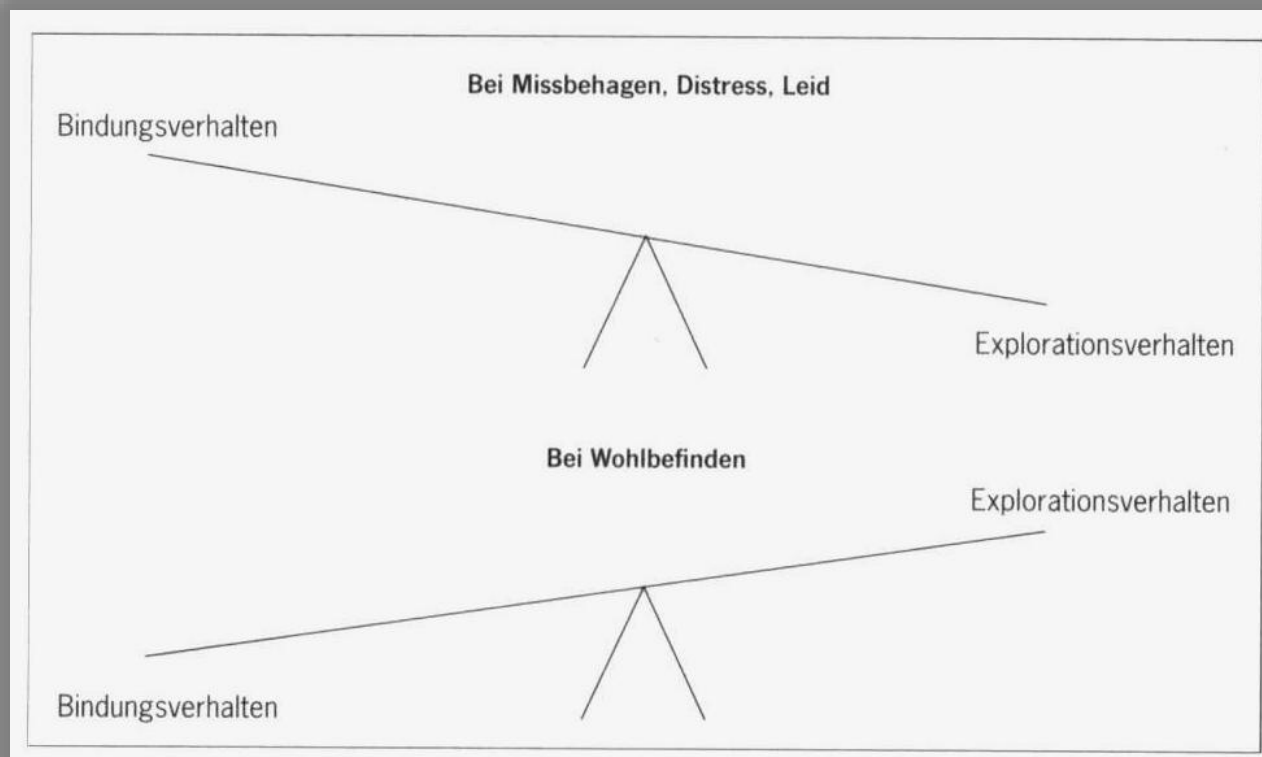 Bei Missbehagen, Distress, Leid
Bindungsverhalten
Explorationsverhalten
Bei Wohlbefinden
Explorationsverhalten
Bindungsverhalten